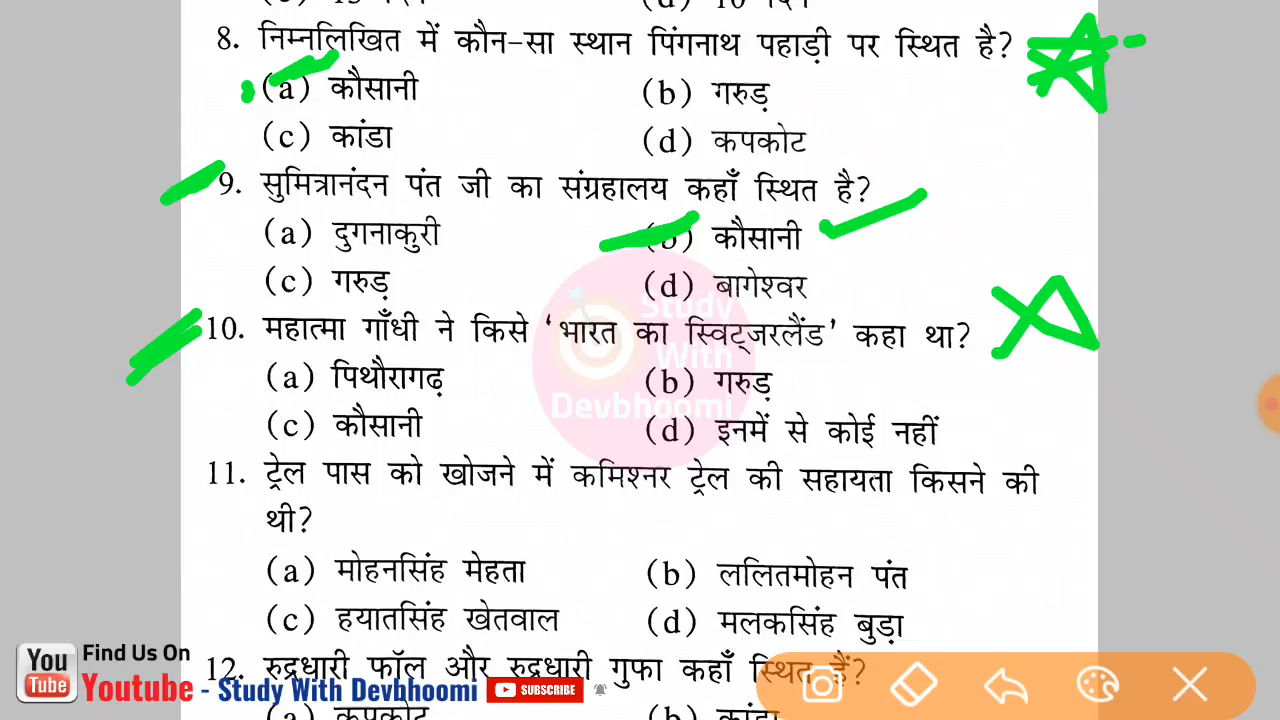 8. निम्नलिखित में कौन-सा स्थान पिंगनाथ पहाड़ी पर स्थित है?
(a) कौसानी (b) गरुड़
(c) कांडा (d) कपकोट
9. सुमित्रानंदन पंत जी का संग्रहालय कहाँ स्थित है?
(a) दुगनाकुरी (b) कौसानी
(c) गरुड़ (d) बागेश्वर
10. महात्मा गाँधी ने किसे ‘भारत का स्विट्जरलैंड’ कहा था?
(a) पिथौरागढ़ (b) गरुड़
(c) कौसानी (d) इनमें से कोई नहीं
Study With Devbhoomi
11. ट्रेल पास को खोजने में कमिश्नर ट्रेल की सहायता किसने की
थी?
(a) मोहनसिंह मेहता (b) ललितमोहन पंत
(c) हयातसिंह खेतवाल (d) मलकसिंह बुड़ा
12. रुद्रधारी फॉल और रुद्रधारी गुफा कहाँ स्थित हैं?
(a) कपकोट (b) कांडा
You Tube Find Us On
Youtube - Study With Devbhoomi SUBSCRIBE